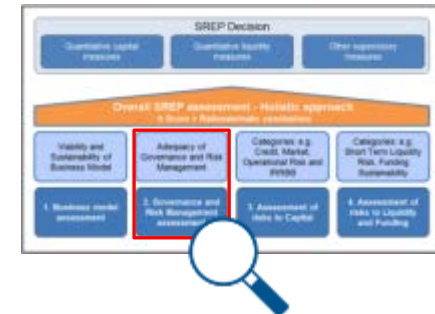 SREP Decision
Quantitative capital
measures
Quantitative liquidity
measures
Other supervisory
measures
Overall SREP assessment - Holistic approach
Viability and
Sustainability of
Business Model
Adequacy of
Governance and Risk
Management
Categories: e.g.
Credit, Market,
Operational Risk and
IRRBB
Categories: e.g.
Short Term Liquidity
Risk, Funding
Sustainability
1. Business model
assessment
2. Governance and
Risk Management
assessment
3. Assessment of
risks to Capital
4. Assessment of
risks to Liquidity
and Funding